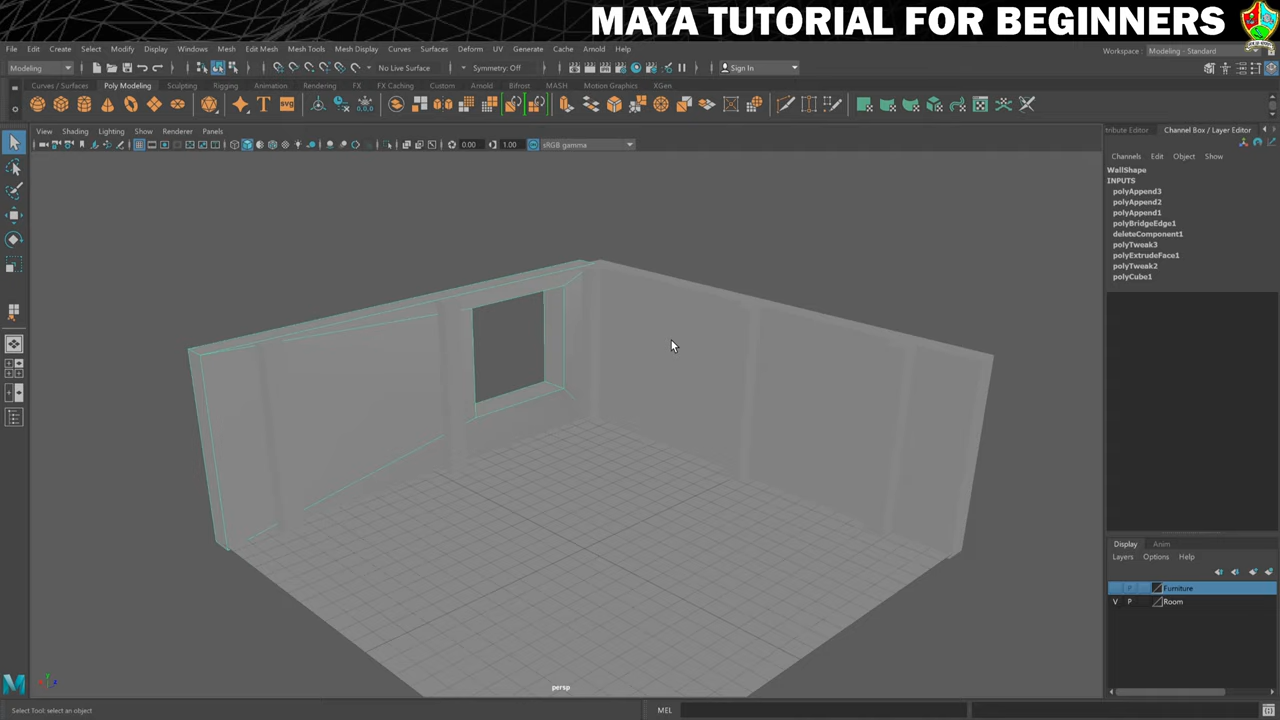 MAYA TUTORIAL FOR BEGINNERS
File Edit Create Select Modify Display Windows Mesh Edit Mesh Mesh Tools Mesh Display Curves Surfaces Deform UV Generate Cache Arnold Help
Workspace : Modeling - Standard
Modeling
No Live Surface
Symmetry: Off
Sign In
Curves / Surfaces Poly Modeling Sculpting Rigging Animation Rendering FX FX Caching Custom Arnold Bifrost MASH Motion Graphics XGen
SVG
View Shading Lighting Show Renderer Panels
0.00 1.00 sRGB gamma
tribute Editor Channel Box / Layer Editor
Channels Edit Object Show
WallShape
INPUTS
polyAppend3
polyAppend2
polyAppend1
polyBridgeEdge1
deleteComponent1
polyTweak3
polyExtrudeFace1
polyTweak2
polyCube1
Display Anim
Layers Options Help
P Furniture
V P Room
persp
Select Tool: select an object
MEL